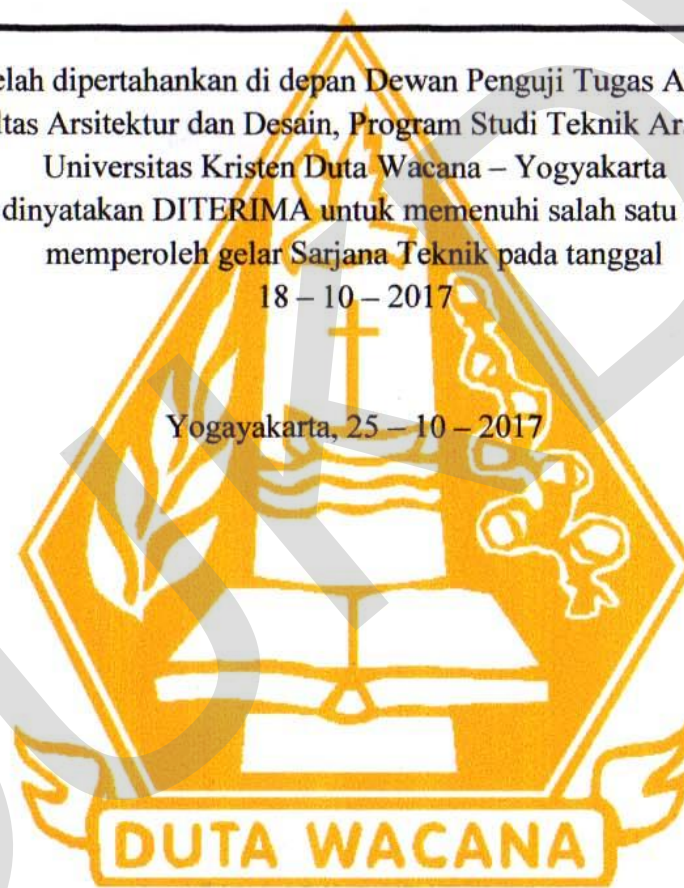 elah dipertahankan di depan Dewan Penguji Tugas A
ltas Arsitektur dan Desain, Program Studi Teknik Ar
Universitas Kristen Duta Wacana – Yogyakarta
dinyatakan DITERIMA untuk memenuhi salah satu
memperoleh gelar Sarjana Teknik pada tanggal
18 – 10 – 2017
Yogayakarta, 25 – 10 – 2017
DUTA WACANA